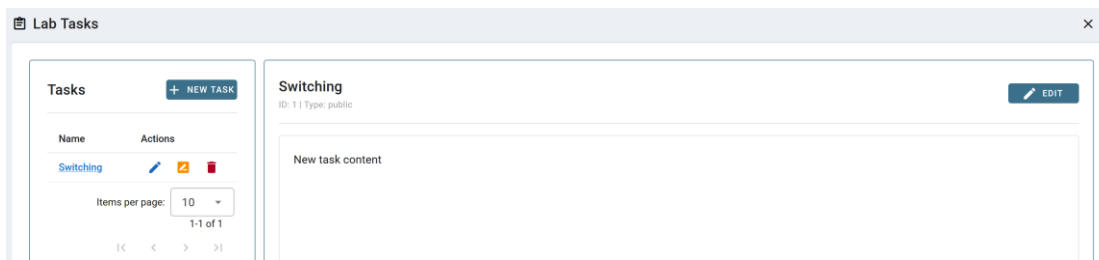 Lab Tasks
Tasks
+ NEW TASK
Name Actions
Switching
Items per page: 10
1-1 of 1
Switching
ID: 1 | Type: public
EDIT
New task content